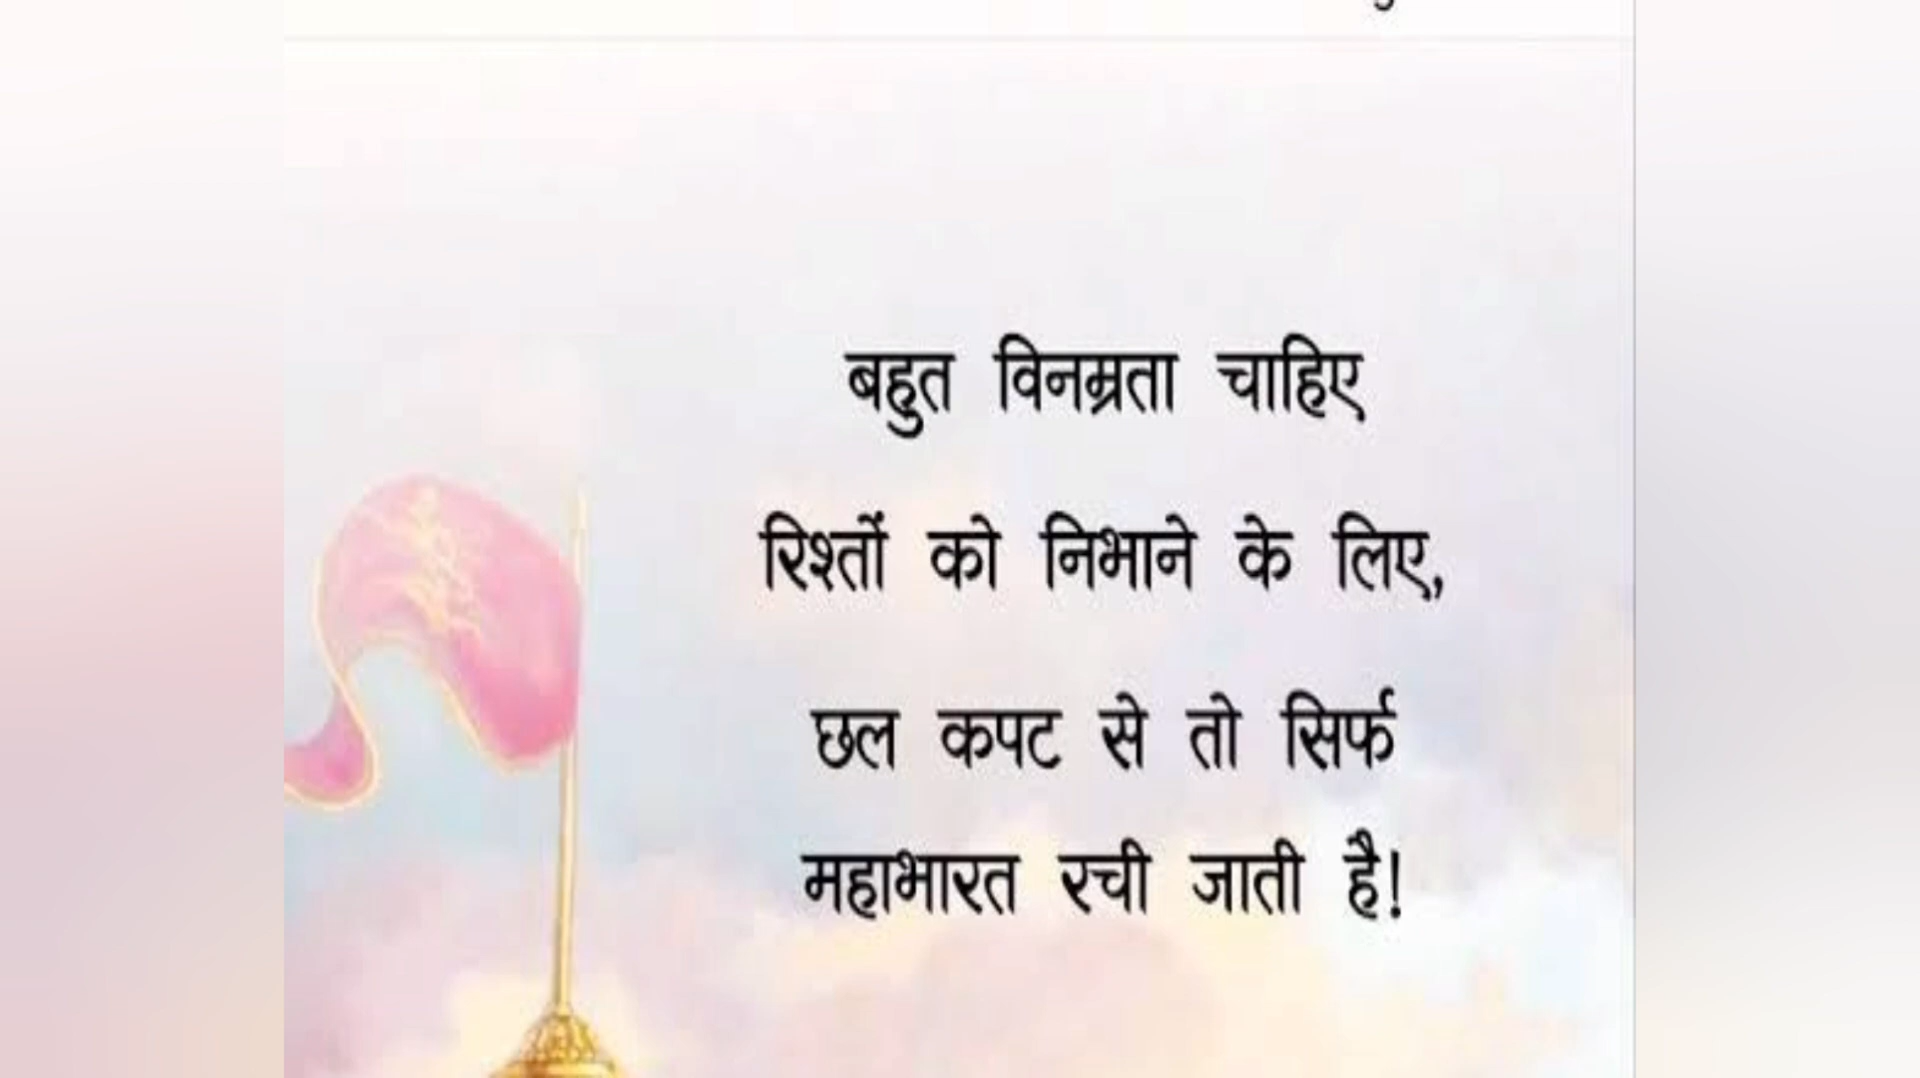 बहुत विनम्रता चाहिए
रिश्तों को निभाने के लिए,
छल कपट से तो सिर्फ
महाभारत रची जाती है!